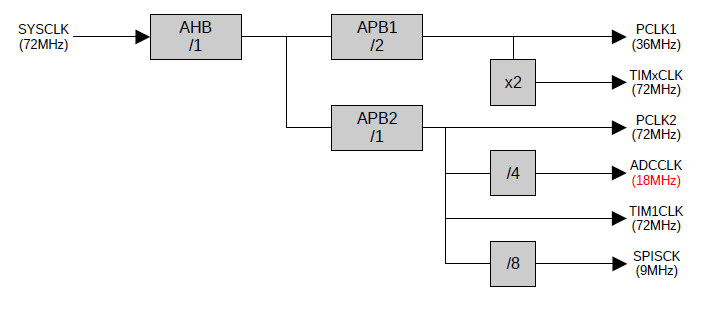 SYSCLK
(72MHz)
AHB
/1
APB1
/2
PCLK1
(36MHz)
x2
TIMxCLK
(72MHz)
APB2
/1
PCLK2
(72MHz)
/4
ADCCLK
(18MHz)
TIM1CLK
(72MHz)
/8
SPISCK
(9MHz)